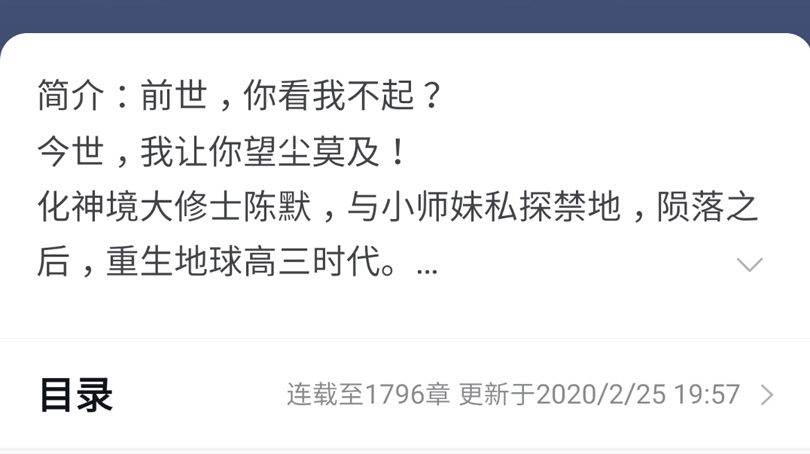 简介：前世，你看我不起？
今世，我让你望尘莫及！
化神境大修士陈默，与小师妹私探禁地，陨落之
后，重生地球高三时代。...
目录
连载至1796章 更新于2020/2/25 19:57